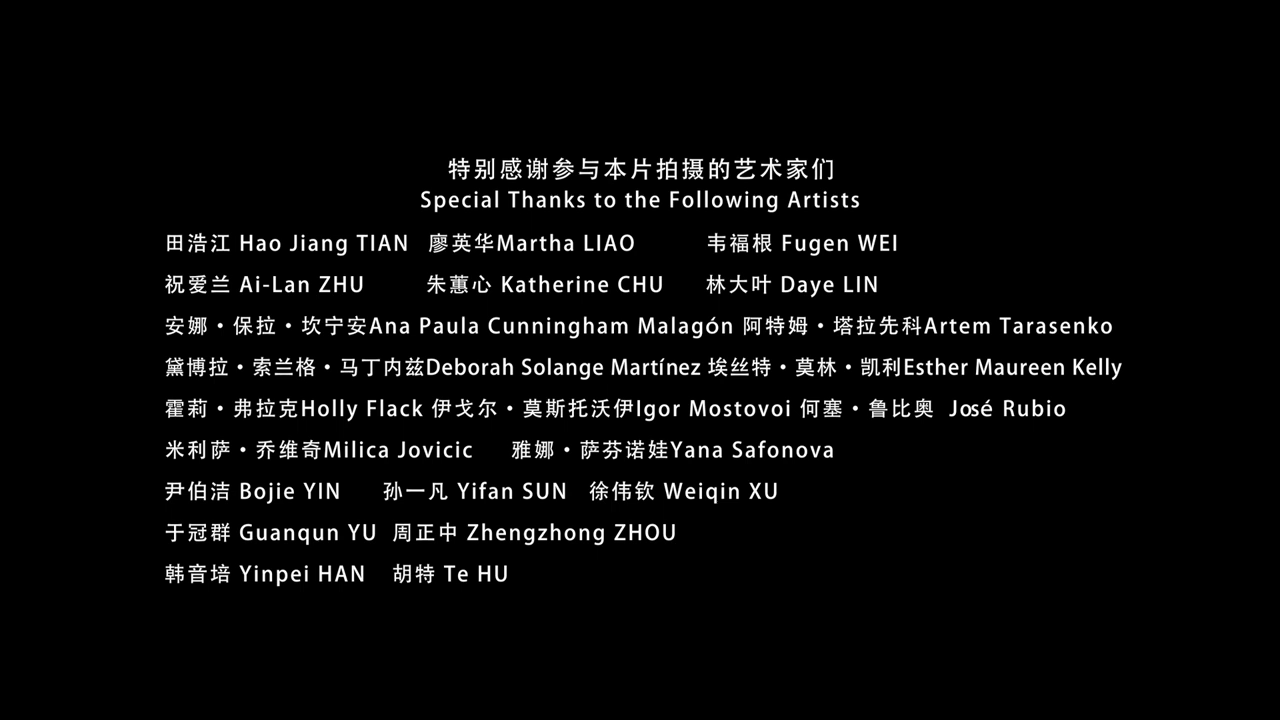 特别感谢参与本片拍摄的艺术家们
Special Thanks to the Following Artists
田浩江 Hao Jiang TIAN 廖英华Martha LIAO 韦福根 Fugen WEI
祝爱兰 Ai-Lan ZHU 朱蕙心 Katherine CHU 林大叶 Daye LIN
安娜·保拉·坎宁安Ana Paula Cunningham Malagón 阿特姆·塔拉先科Artem Tarasenko
黛博拉·索兰格·马丁内兹Deborah Solange Martínez 埃丝特·莫林·凯利Esther Maureen Kelly
霍莉·弗拉克Holly Flack 伊戈尔·莫斯托沃伊Igor Mostovoi 何塞·鲁比奥 José Rubio
米利萨·乔维奇Milica Jovicic 雅娜·萨芬诺娃Yana Safonova
尹伯洁 Bojie YIN 孙一凡 Yifan SUN 徐伟钦 Weiqin XU
于冠群 Guanqun YU 周正中 Zhengzhong ZHOU
韩音培 Yinpei HAN 胡特 Te HU